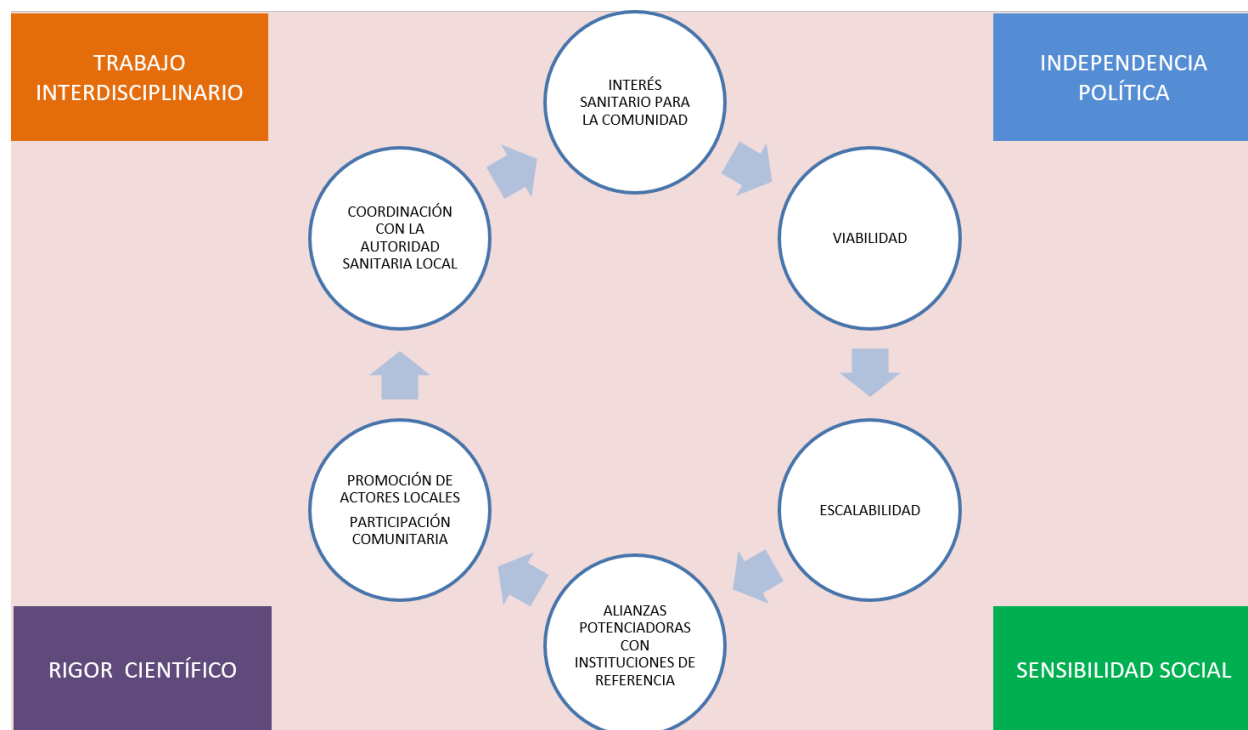 TRABAJO
INTERDISCIPLINARIO
INDEPENDENCIA
POLÍTICA
INTERÉS
SANITARIO PARA
LA COMUNIDAD
VIABILIDAD
ESCALABILIDAD
ALIANZAS
POTENCIADORAS
CON
INSTITUCIONES DE
REFERENCIA
PROMOCIÓN DE
ACTORES LOCALES
PARTICIPACIÓN
COMUNITARIA
COORDINACIÓN
CON LA
AUTORIDAD
SANITARIA LOCAL
RIGOR CIENTÍFICO
SENSIBILIDAD SOCIAL